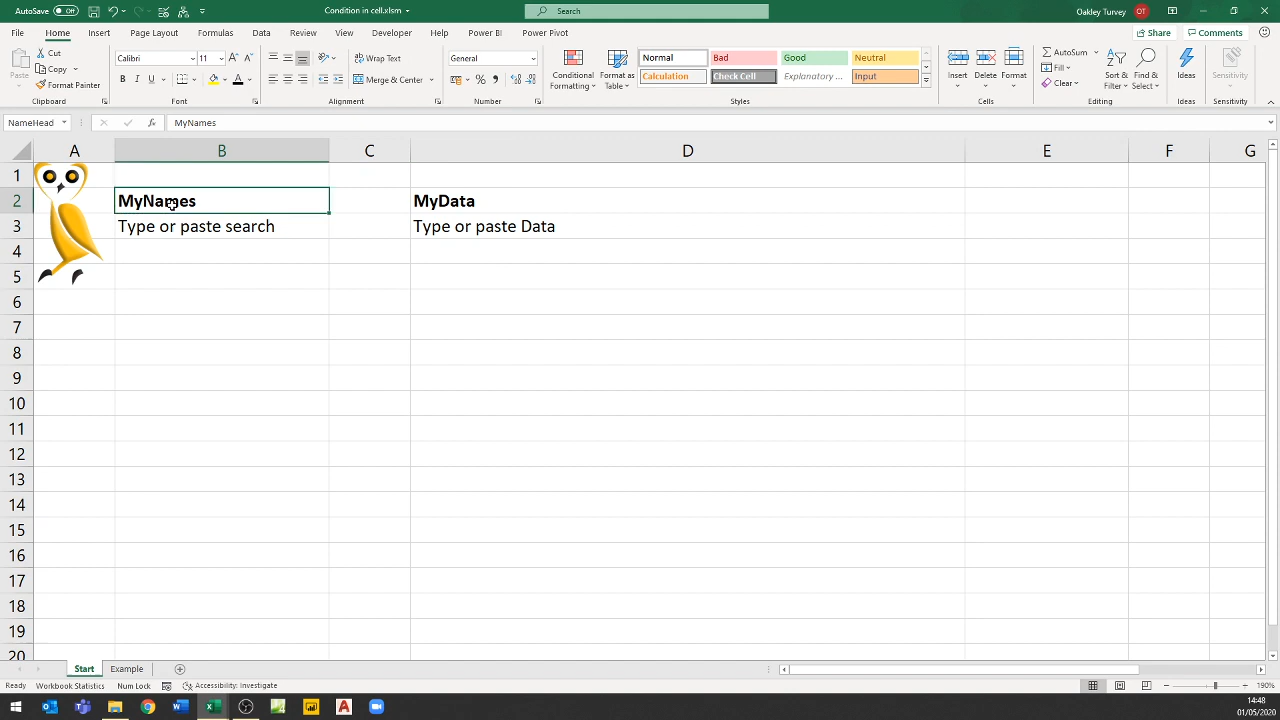 AutoSave Off Condition in cell.xlsm Search Oakley Turvey OT
File Home Insert Page Layout Formulas Data Review View Developer Help Power BI Power Pivot Share Comments
Paste Cut Copy Format Painter Clipboard
Calibri 11 B I U A Font
Wrap Text Merge & Center Alignment
General % Number
Conditional Formatting Format as Table
Normal Bad Good Neutral
Calculation Check Cell Explanatory ... Input
Styles
Insert Delete Format Cells
AutoSum Fill Clear Sort & Filter Find & Select Editing
Ideas Ideas
Sensitivity Sensitivity
NameHead fx MyNames
A B C D E F G
1
2 MyNames MyData
3 Type or paste search Type or paste Data
4
5
6
7
8
9
10
11
12
13
14
15
16
17
18
19
20
Start Example
Ready Workbook Statistics Num Lock Accessibility: Investigate 190%
14:48
01/05/2020